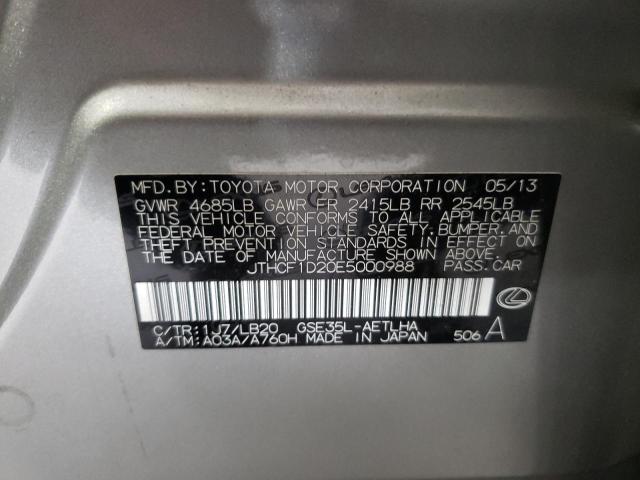 MFD. BY: TOYOTA MOTOR CORPORATION 05/13
GVWR 4685LB GAWR FR 2415LB RR 2545LB
THIS VEHICLE CONFORMS TO ALL APPLICABLE
FEDERAL MOTOR VEHICLE SAFETY, BUMPER, AND
THEFT PREVENTION STANDARDS IN EFFECT ON
THE DATE OF MANUFACTURE SHOWN ABOVE.
JTHCF1D20E5000988 PASS. CAR
C/TR: 1J7/LB20 GSE35L-AETLHA
A/TM: A03A/A760H MADE IN JAPAN 506 A